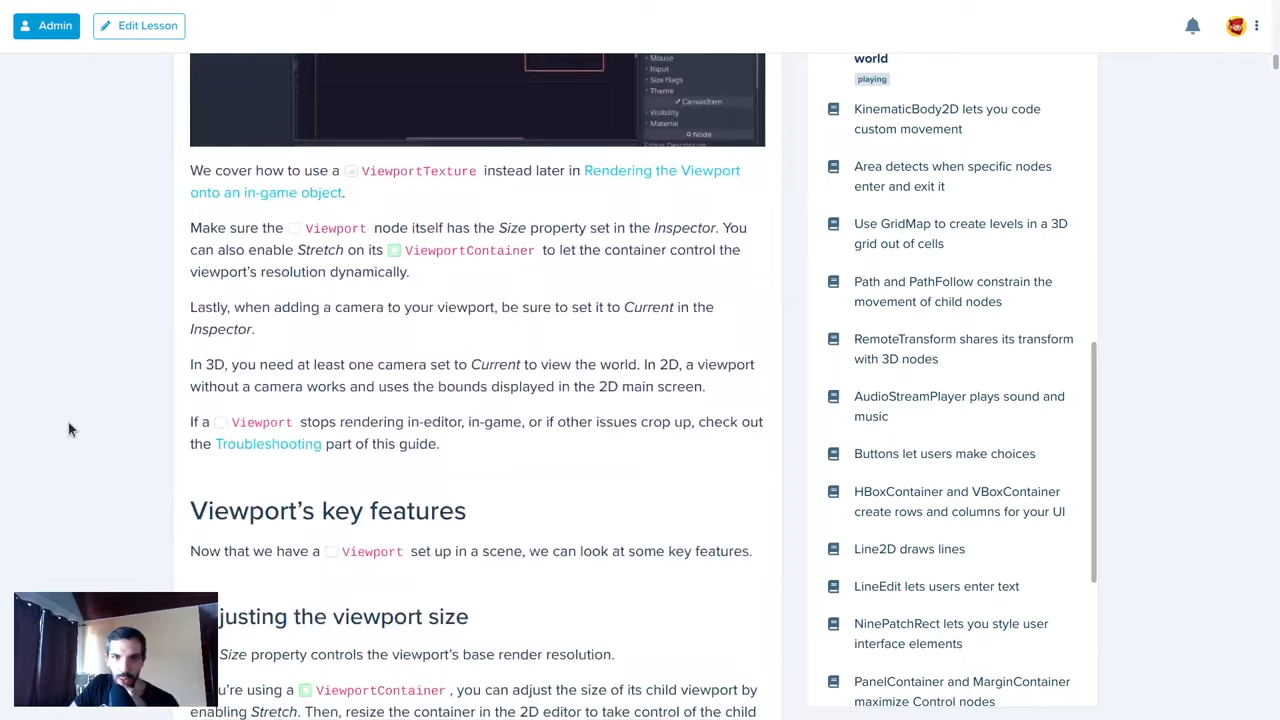 Admin
Edit Lesson
Mouse
Input
Size Flags
Theme
CanvasItem
Visibility
Material
Node
Editor Description
We cover how to use a ViewportTexture instead later in Rendering the Viewport
onto an in-game object.
Make sure the Viewport node itself has the Size property set in the Inspector. You
can also enable Stretch on its ViewportContainer to let the container control the
viewport’s resolution dynamically.
Lastly, when adding a camera to your viewport, be sure to set it to Current in the
Inspector.
In 3D, you need at least one camera set to Current to view the world. In 2D, a viewport
without a camera works and uses the bounds displayed in the 2D main screen.
If a Viewport stops rendering in-editor, in-game, or if other issues crop up, check out
the Troubleshooting part of this guide.
Viewport’s key features
Now that we have a Viewport set up in a scene, we can look at some key features.
justing the viewport size
Size property controls the viewport’s base render resolution.
u’re using a ViewportContainer , you can adjust the size of its child viewport by
enabling Stretch. Then, resize the container in the 2D editor to take control of the child
world
playing
KinematicBody2D lets you code
custom movement
Area detects when specific nodes
enter and exit it
Use GridMap to create levels in a 3D
grid out of cells
Path and PathFollow constrain the
movement of child nodes
RemoteTransform shares its transform
with 3D nodes
AudioStreamPlayer plays sound and
music
Buttons let users make choices
HBoxContainer and VBoxContainer
create rows and columns for your UI
Line2D draws lines
LineEdit lets users enter text
NinePatchRect lets you style user
interface elements
PanelContainer and MarginContainer
maximize Control nodes